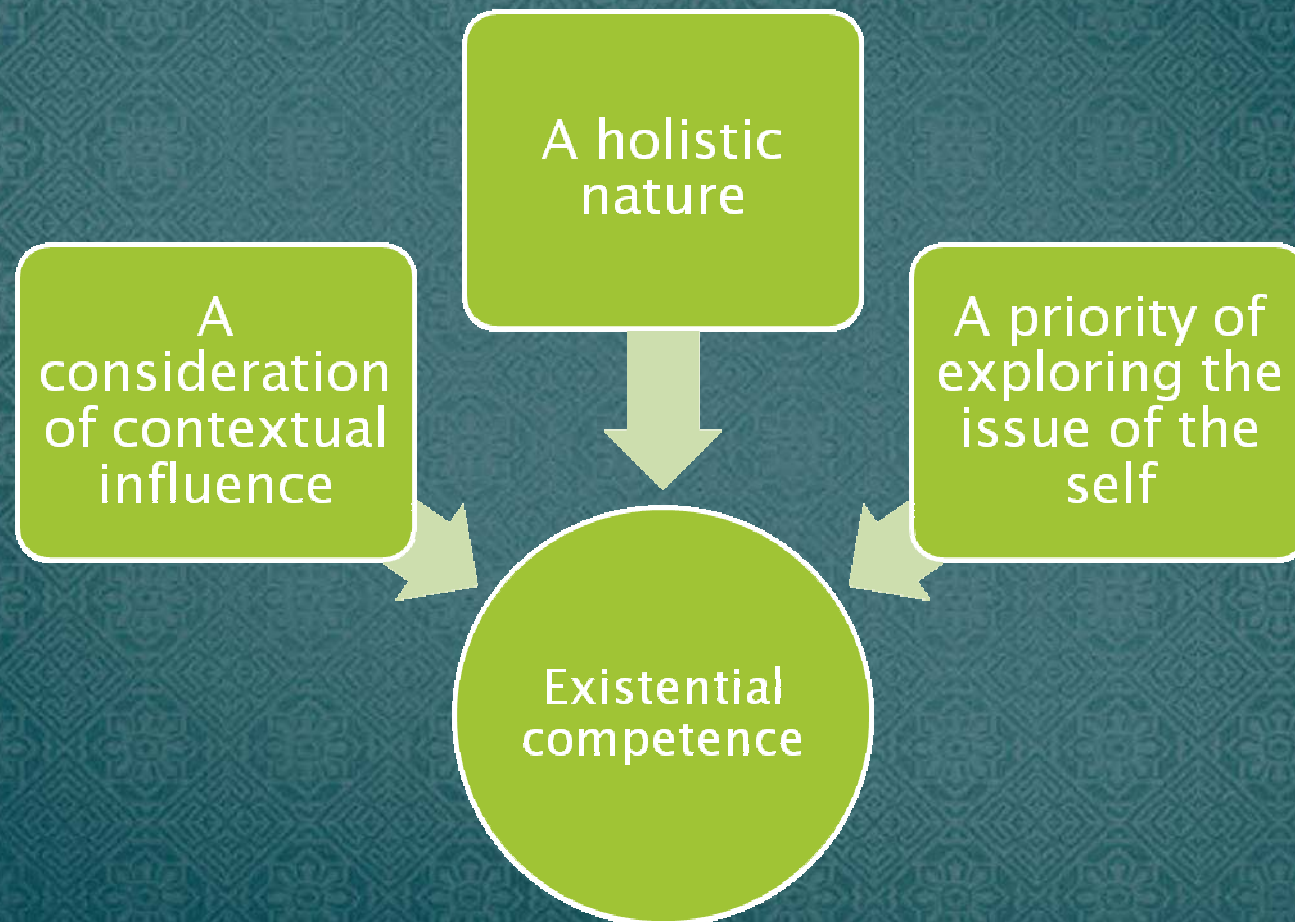 A holistic
nature
A
consideration
of contextual
influence
A priority of
exploring the
issue of the
self
Existential
competence